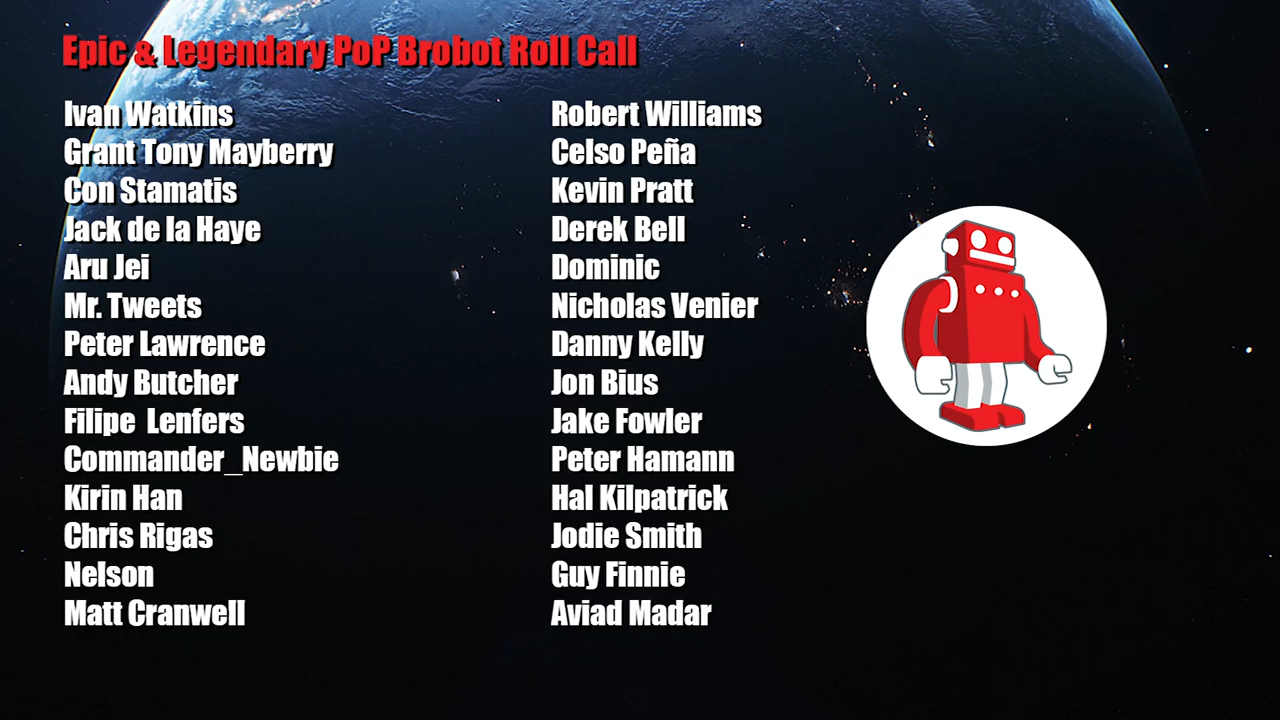 Epic & Legendary PoP Brobot Roll Call
Ivan Watkins
Grant Tony Mayberry
Con Stamatis
Jack de la Haye
Aru Jei
Mr. Tweets
Peter Lawrence
Andy Butcher
Filipe  Lenfers
Commander_Newbie
Kirin Han
Chris Rigas
Nelson
Matt Cranwell
Robert Williams
Celso Peña
Kevin Pratt
Derek Bell
Dominic
Nicholas Venier
Danny Kelly
Jon Bius
Jake Fowler
Peter Hamann
Hal Kilpatrick
Jodie Smith
Guy Finnie
Aviad Madar